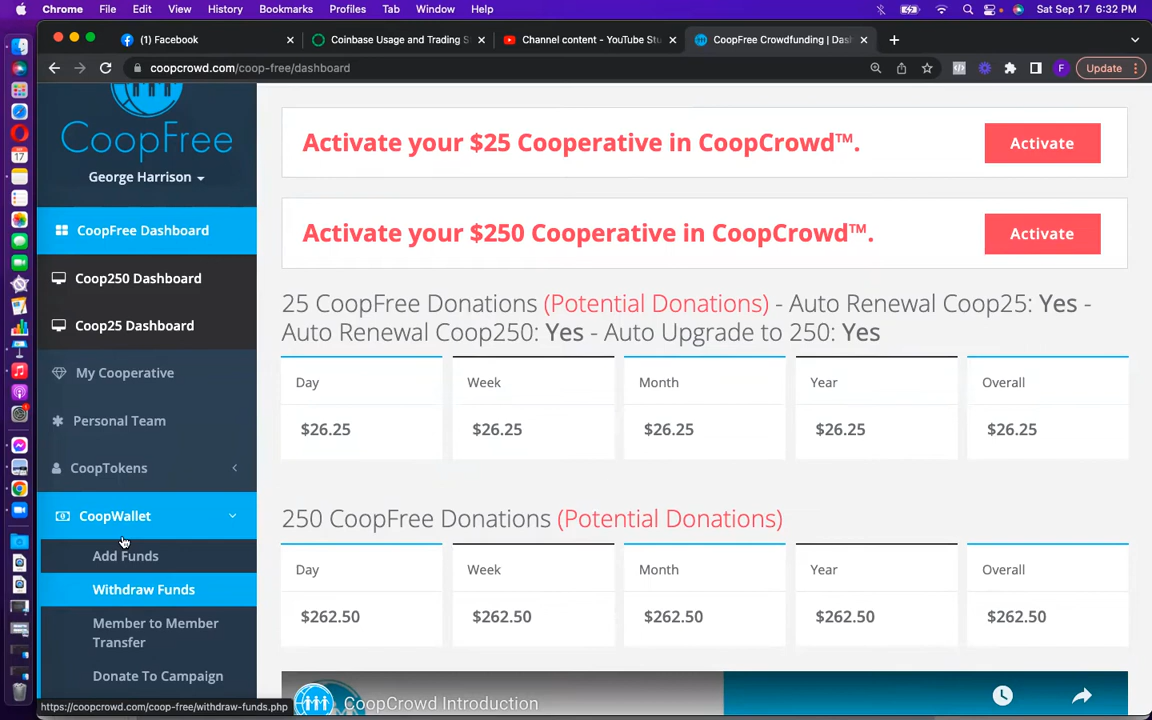 Chrome File Edit View History Bookmarks Profiles Tab Window Help Sat Sep 17 6:32 PM
(1) Facebook Coinbase Usage and Trading S Channel content - YouTube Stu CoopFree Crowdfunding | Das
coopcrowd.com/coop-free/dashboard F Update
17
CoopFree
George Harrison
CoopFree Dashboard
Coop250 Dashboard
Coop25 Dashboard
My Cooperative
Personal Team
CoopTokens
CoopWallet
Add Funds
Withdraw Funds
Member to Member
Transfer
Donate To Campaign
https://coopcrowd.com/coop-free/withdraw-funds.php
Activate your $25 Cooperative in CoopCrowd™. Activate
Activate your $250 Cooperative in CoopCrowd™. Activate
25 CoopFree Donations (Potential Donations) - Auto Renewal Coop25: Yes -
Auto Renewal Coop250: Yes - Auto Upgrade to 250: Yes
Day Week Month Year Overall
$26.25 $26.25 $26.25 $26.25 $26.25
250 CoopFree Donations (Potential Donations)
Day Week Month Year Overall
$262.50 $262.50 $262.50 $262.50 $262.50
CoopCrowd Introduction